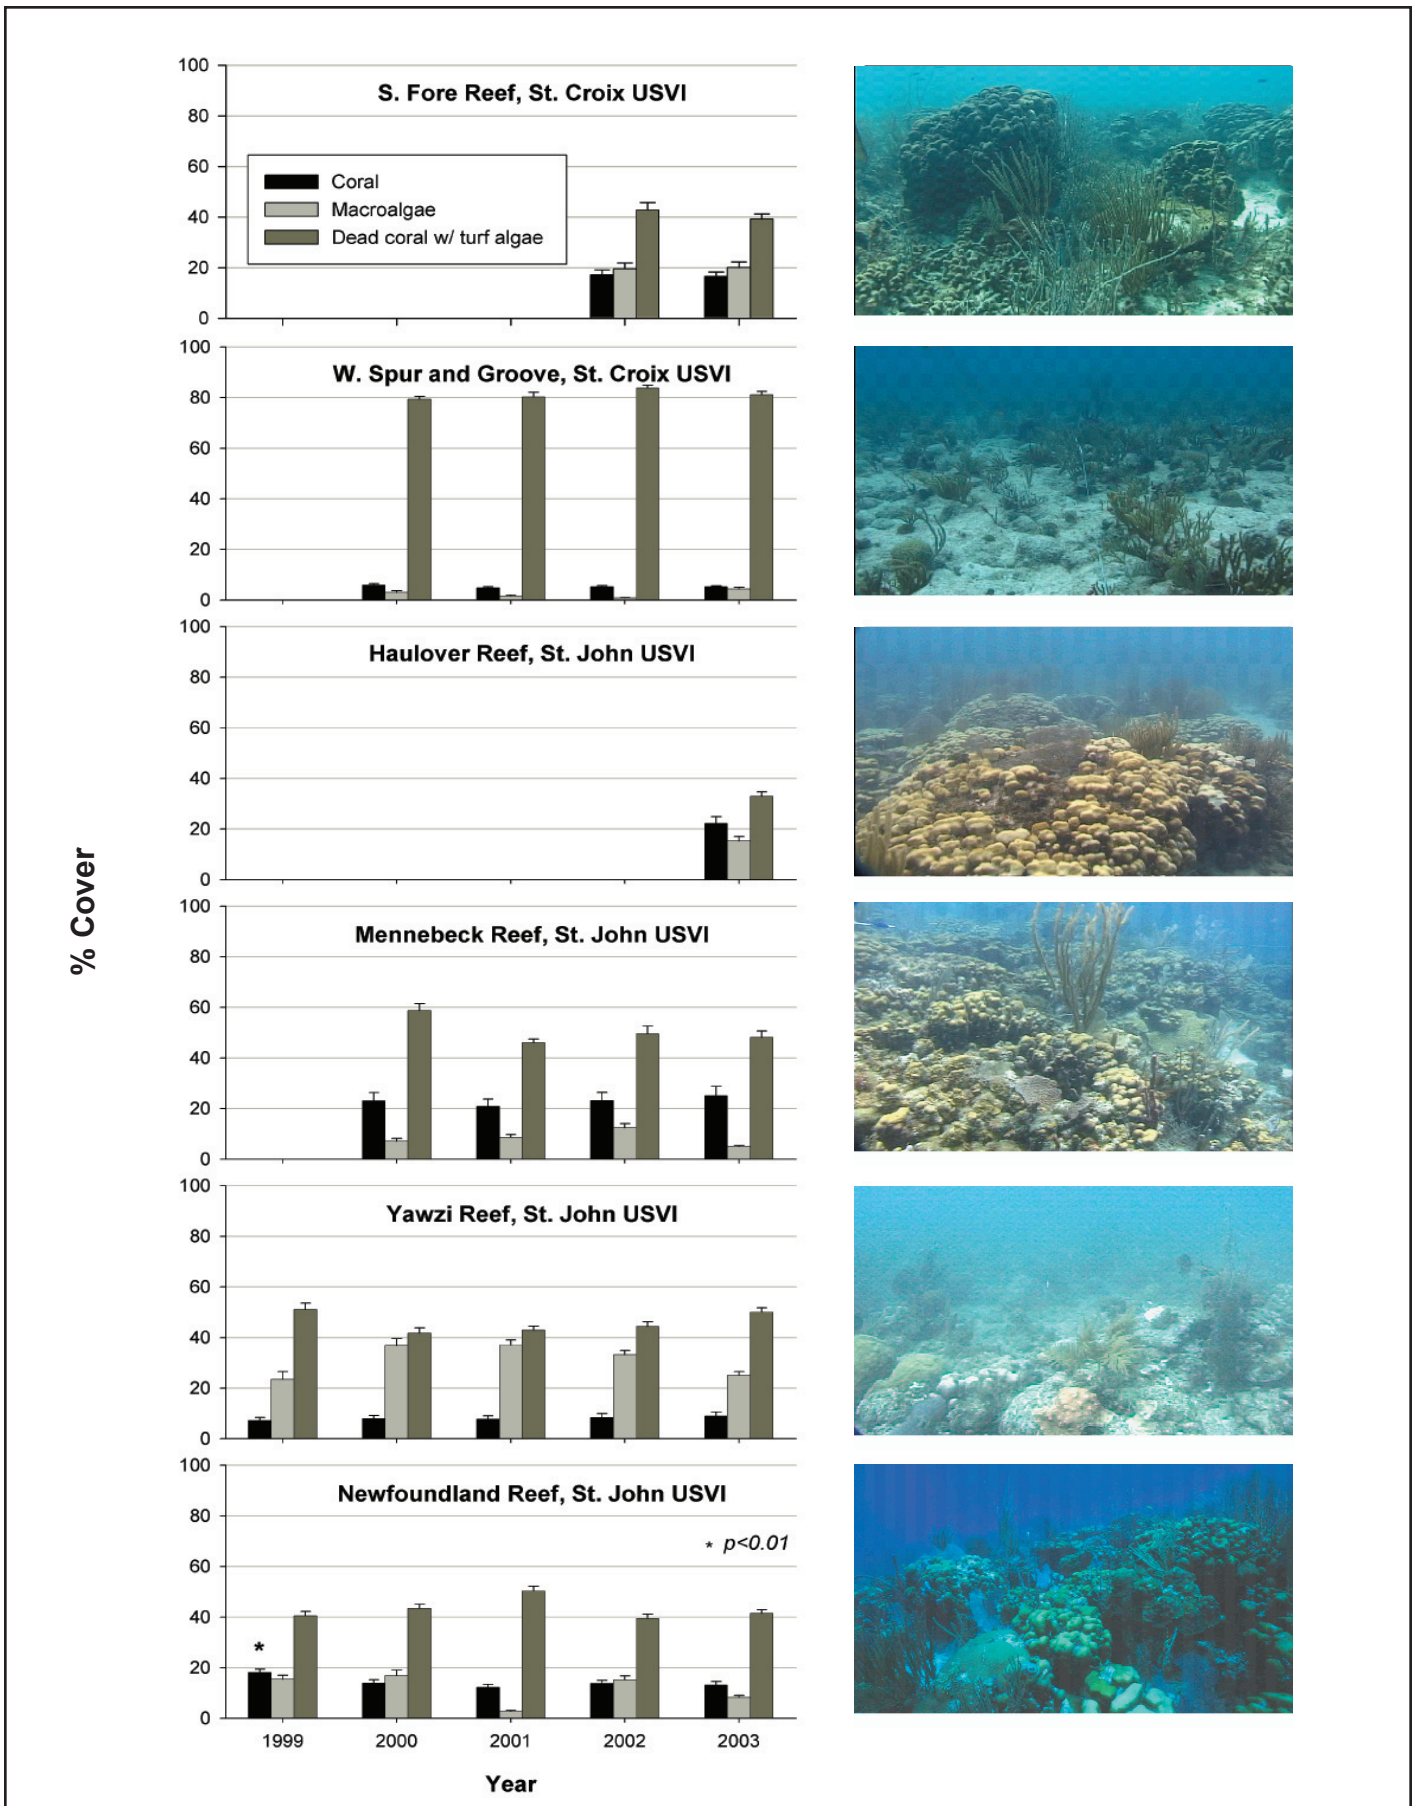 100
S. Fore Reef, St. Croix USVI
80
60
Coral
Macroalgae
40
Dead coral w/ turf algae
20
0
100
W. Spur and Groove, St. Croix USVI
80
60
40
20
0
100
Haulover Reef, St. John USVI
80
60
40
20
0
% Cover
100
Mennebeck Reef, St. John USVI
80
60
40
20
0
100
Yawzi Reef, St. John USVI
80
60
40
20
0
100
Newfoundland Reef, St. John USVI
80
* p<0.01
60
40
*
20
0
1999 2000 2001 2002 2003
Year